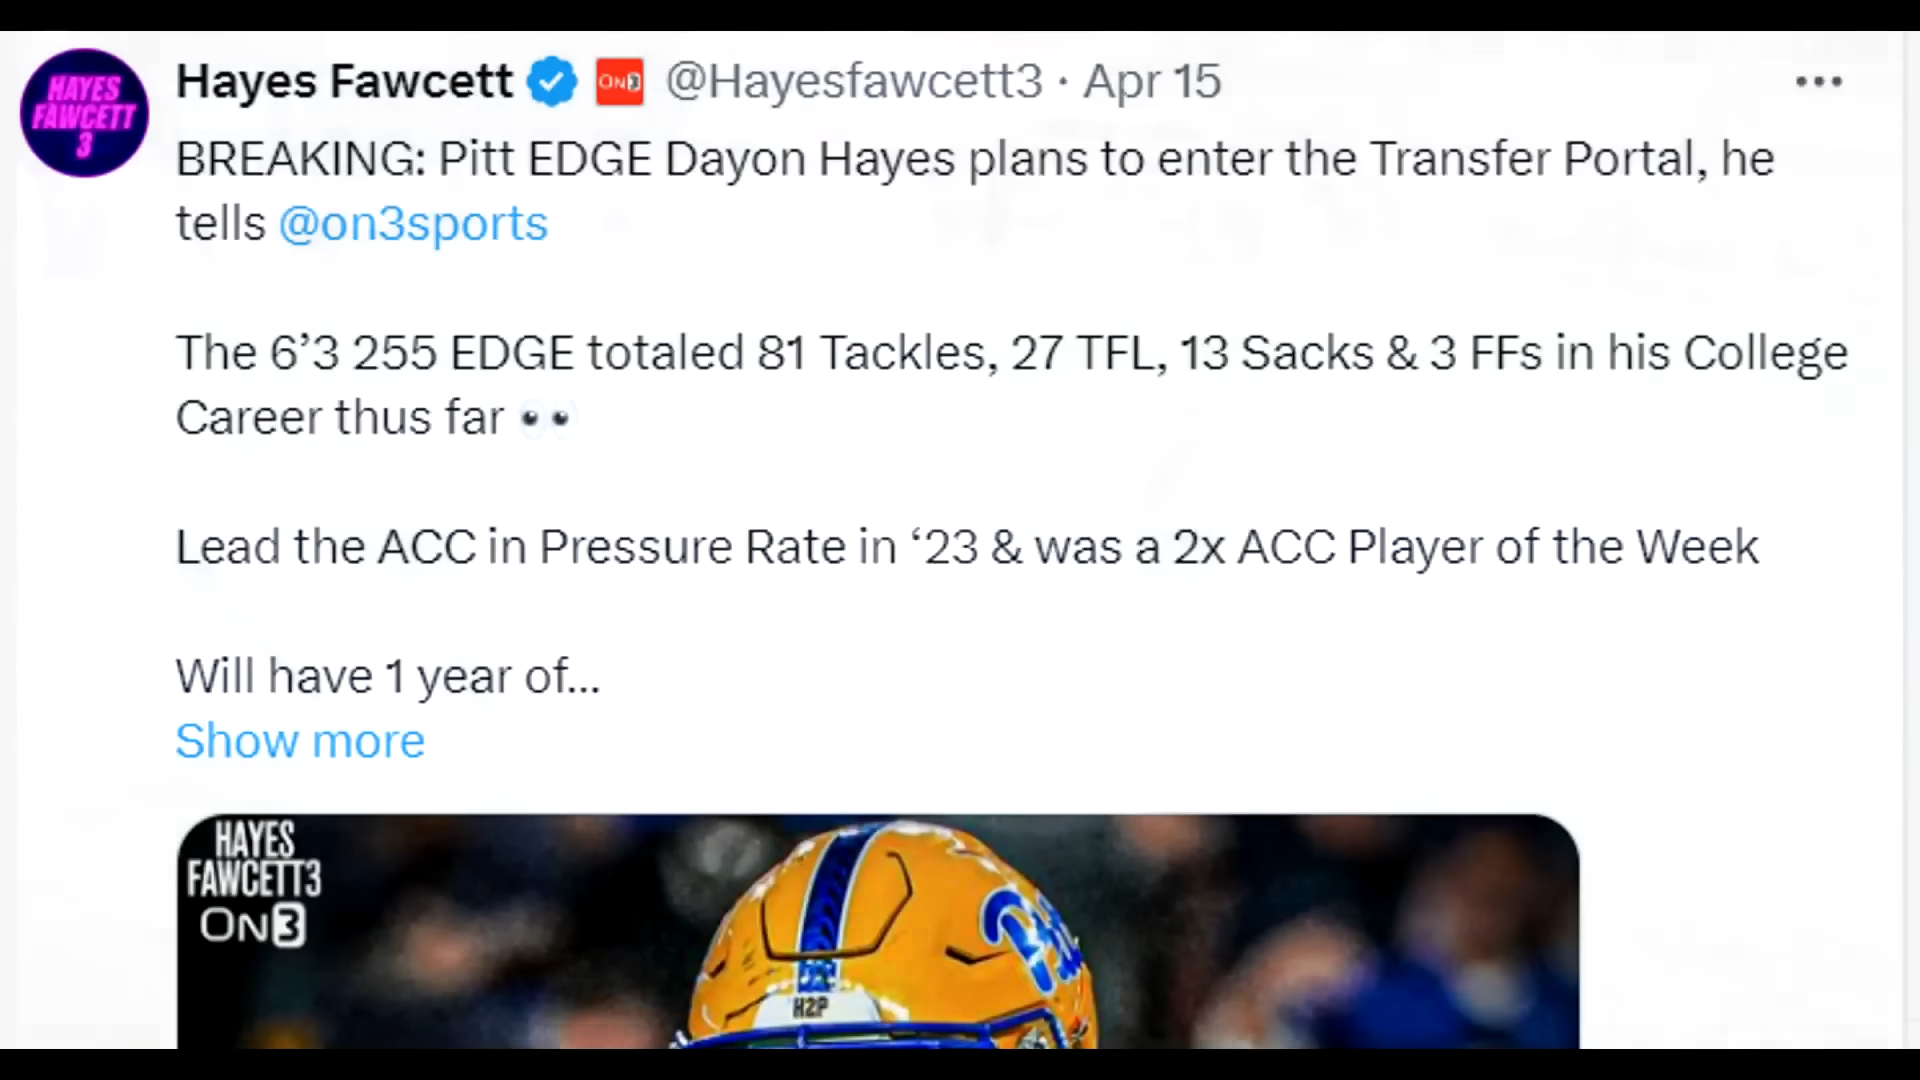 HAYES
FAWCETT
3
Hayes Fawcett ON3 @Hayesfawcett3 · Apr 15
BREAKING: Pitt EDGE Dayon Hayes plans to enter the Transfer Portal, he
tells @on3sports
The 6’3 255 EDGE totaled 81 Tackles, 27 TFL, 13 Sacks & 3 FFs in his College
Career thus far 👀
Lead the ACC in Pressure Rate in ‘23 & was a 2x ACC Player of the Week
Will have 1 year of...
Show more
HAYES
FAWCETT3
ON3
Pitt
H2P